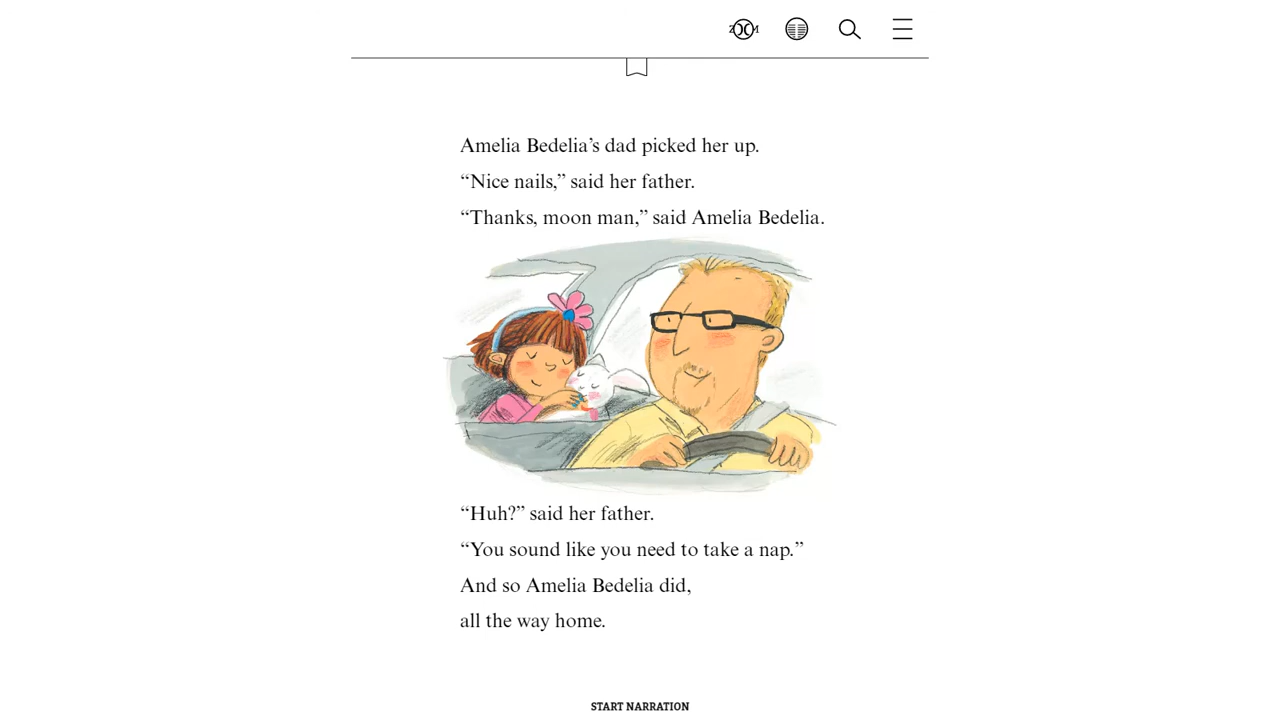 ZOOM
Amelia Bedelia’s dad picked her up.
“Nice nails,” said her father.
“Thanks, moon man,” said Amelia Bedelia.
“Huh?” said her father.
“You sound like you need to take a nap.”
And so Amelia Bedelia did,
all the way home.
START NARRATION